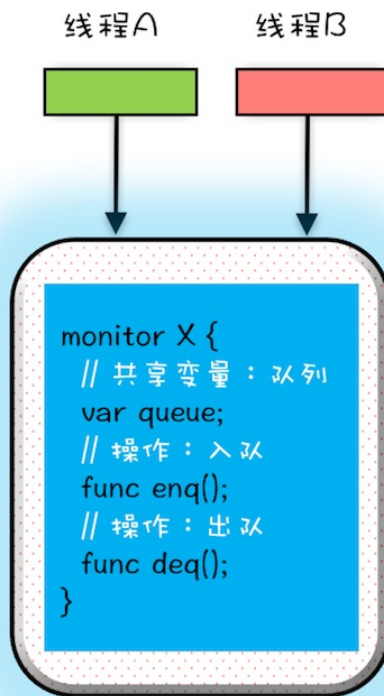 线程A 线程B
monitor X {
// 共享变量：队列
var queue;
// 操作：入队
func enq();
// 操作：出队
func deq();
}